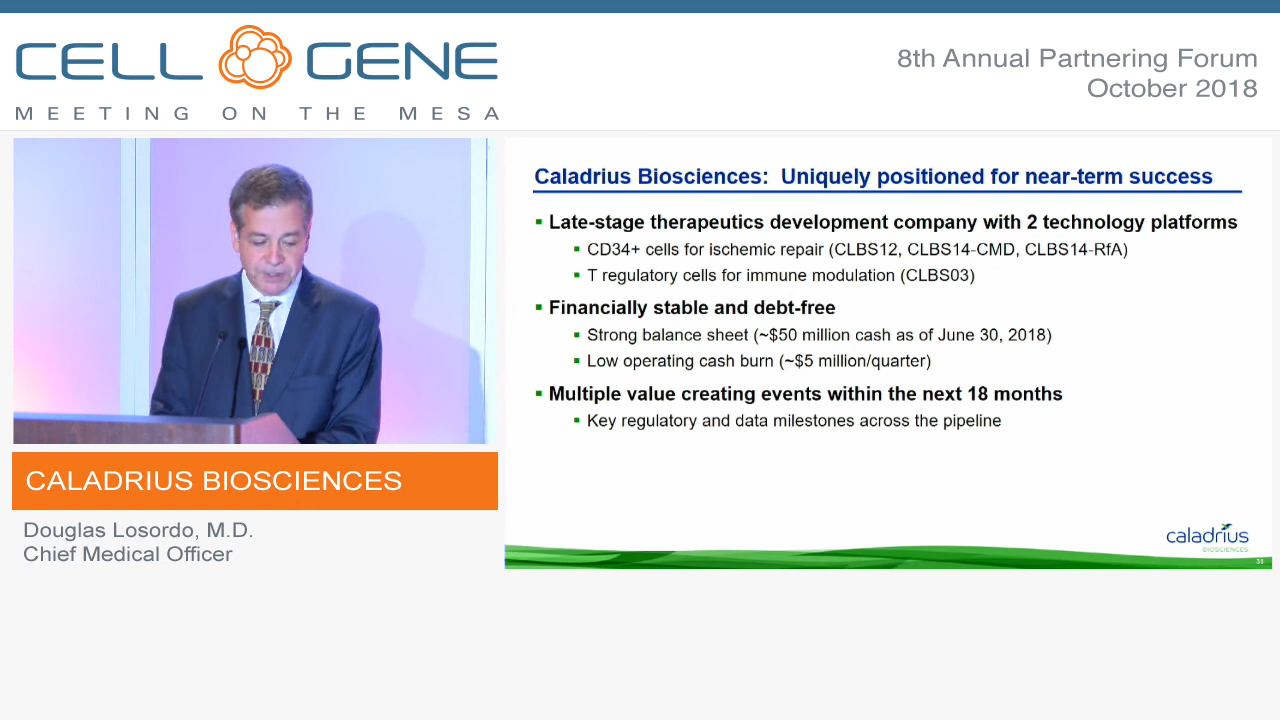 CELL GENE
MEETING ON THE MESA
8th Annual Partnering Forum
October 2018
Caladrius Biosciences: Uniquely positioned for near-term success
Late-stage therapeutics development company with 2 technology platforms
CD34+ cells for ischemic repair (CLBS12, CLBS14-CMD, CLBS14-RfA)
T regulatory cells for immune modulation (CLBS03)
Financially stable and debt-free
Strong balance sheet (~$50 million cash as of June 30, 2018)
Low operating cash burn (~$5 million/quarter)
Multiple value creating events within the next 18 months
Key regulatory and data milestones across the pipeline
caladrius
BIOSCIENCES
31
CALADRIUS BIOSCIENCES
Douglas Losordo, M.D.
Chief Medical Officer